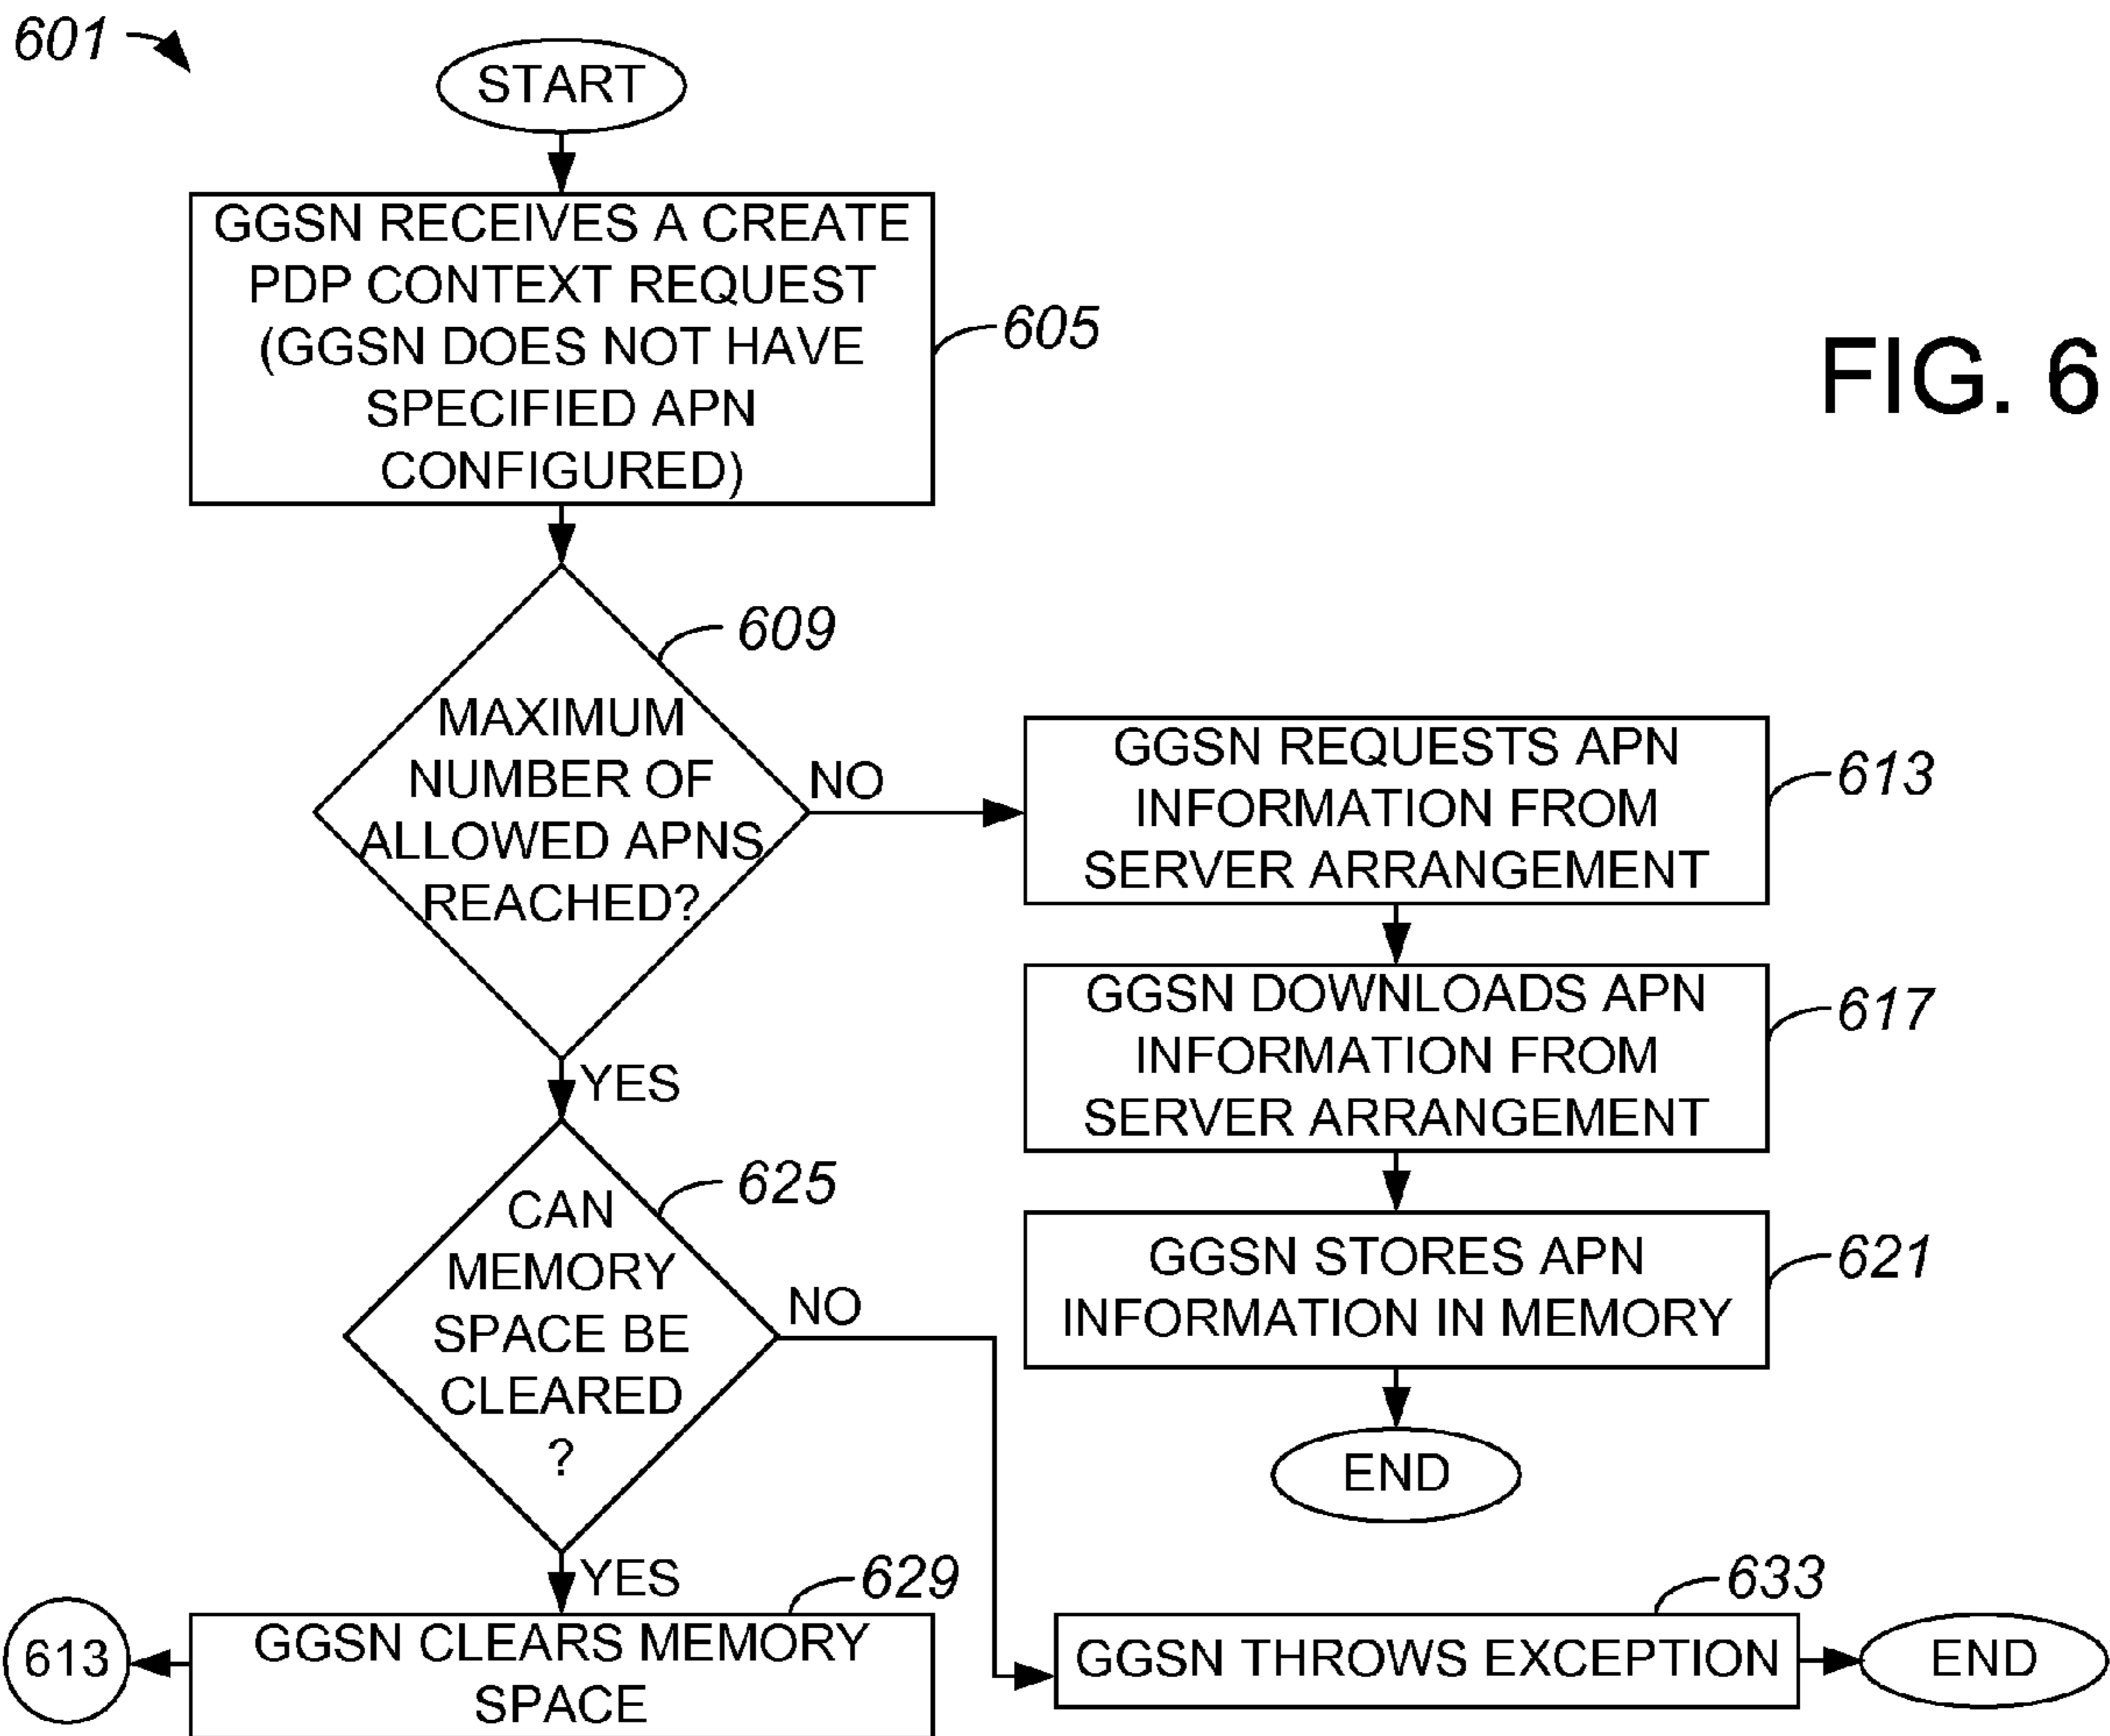 601
START
GGSN RECEIVES A CREATE
PDP CONTEXT REQUEST
(GGSN DOES NOT HAVE
SPECIFIED APN
CONFIGURED)
605
FIG. 6
609
MAXIMUM
NUMBER OF
ALLOWED APNS
REACHED?
NO
YES
GGSN REQUESTS APN
INFORMATION FROM
SERVER ARRANGEMENT
613
GGSN DOWNLOADS APN
INFORMATION FROM
SERVER ARRANGEMENT
617
GGSN STORES APN
INFORMATION IN MEMORY
621
END
625
CAN
MEMORY
SPACE BE
CLEARED
?
NO
YES
629
GGSN CLEARS MEMORY
SPACE
613
633
GGSN THROWS EXCEPTION
END